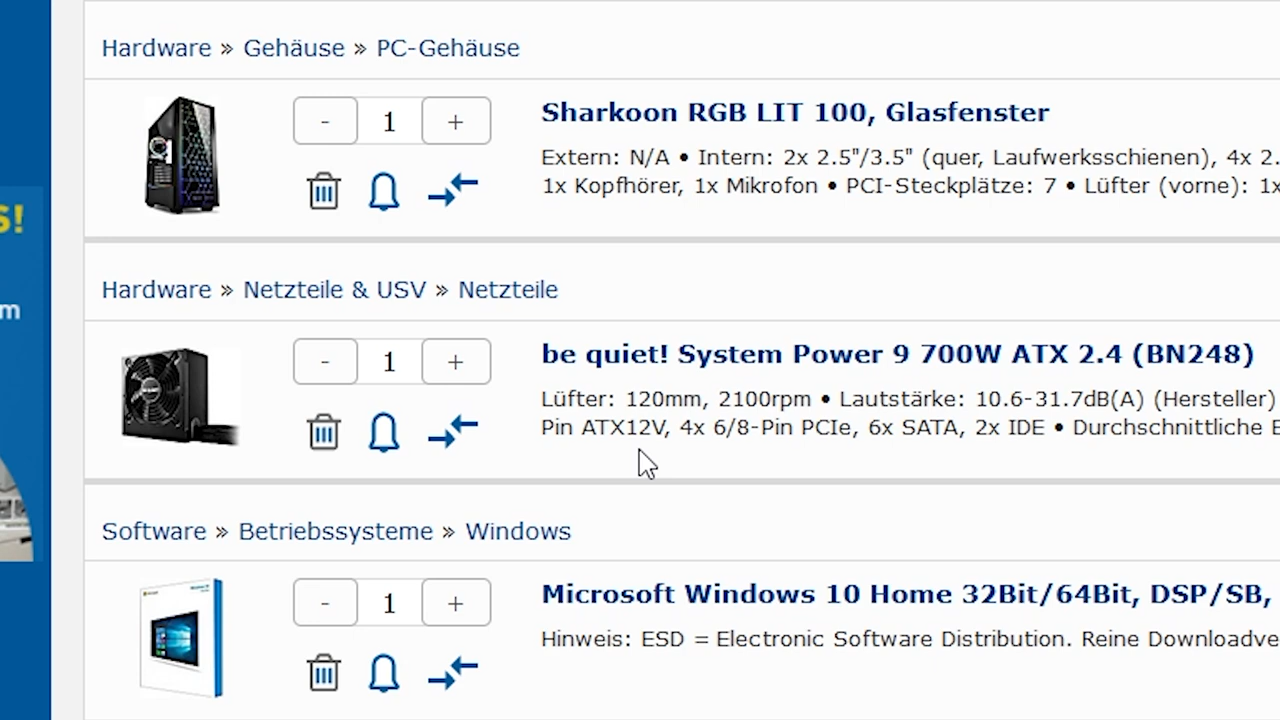 Hardware » Gehäuse » PC-Gehäuse
- 1 +
Sharkoon RGB LIT 100, Glasfenster
Extern: N/A • Intern: 2x 2.5"/3.5" (quer, Laufwerksschienen), 4x 2.
1x Kopfhörer, 1x Mikrofon • PCI-Steckplätze: 7 • Lüfter (vorne): 1x
S!
m
Hardware » Netzteile & USV » Netzteile
- 1 +
be quiet! System Power 9 700W ATX 2.4 (BN248)
Lüfter: 120mm, 2100rpm • Lautstärke: 10.6-31.7dB(A) (Hersteller)
Pin ATX12V, 4x 6/8-Pin PCIe, 6x SATA, 2x IDE • Durchschnittliche E
Software » Betriebssysteme » Windows
- 1 +
Microsoft Windows 10 Home 32Bit/64Bit, DSP/SB,
Hinweis: ESD = Electronic Software Distribution. Reine Downloadve